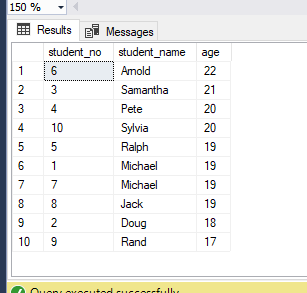 150 %
Results Messages
student_no student_name age
1 6 Arnold 22
2 3 Samantha 21
3 4 Pete 20
4 10 Sylvia 20
5 5 Ralph 19
6 1 Michael 19
7 7 Michael 19
8 8 Jack 19
9 2 Doug 18
10 9 Rand 17
Query executed successfully